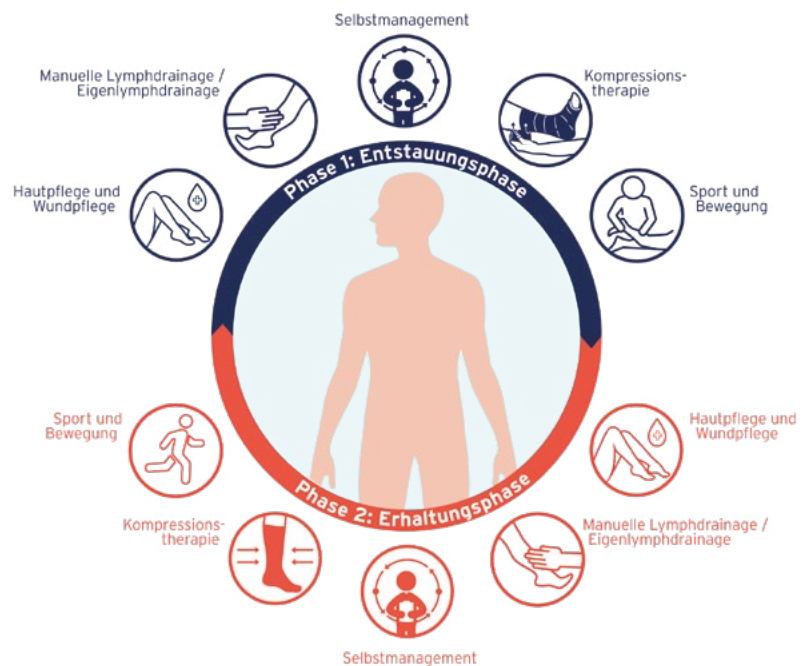 Selbstmanagement
Manuelle Lymphdrainage /
Eigenlymphdrainage
Kompressions-
therapie
Phase 1: Entstauungsphase
Hautpflege und
Wundpflege
Sport und
Bewegung
Sport und
Bewegung
Hautpflege und
Wundpflege
Phase 2: Erhaltungsphase
Kompressions-
therapie
Manuelle Lymphdrainage /
Eigenlymphdrainage
Selbstmanagement